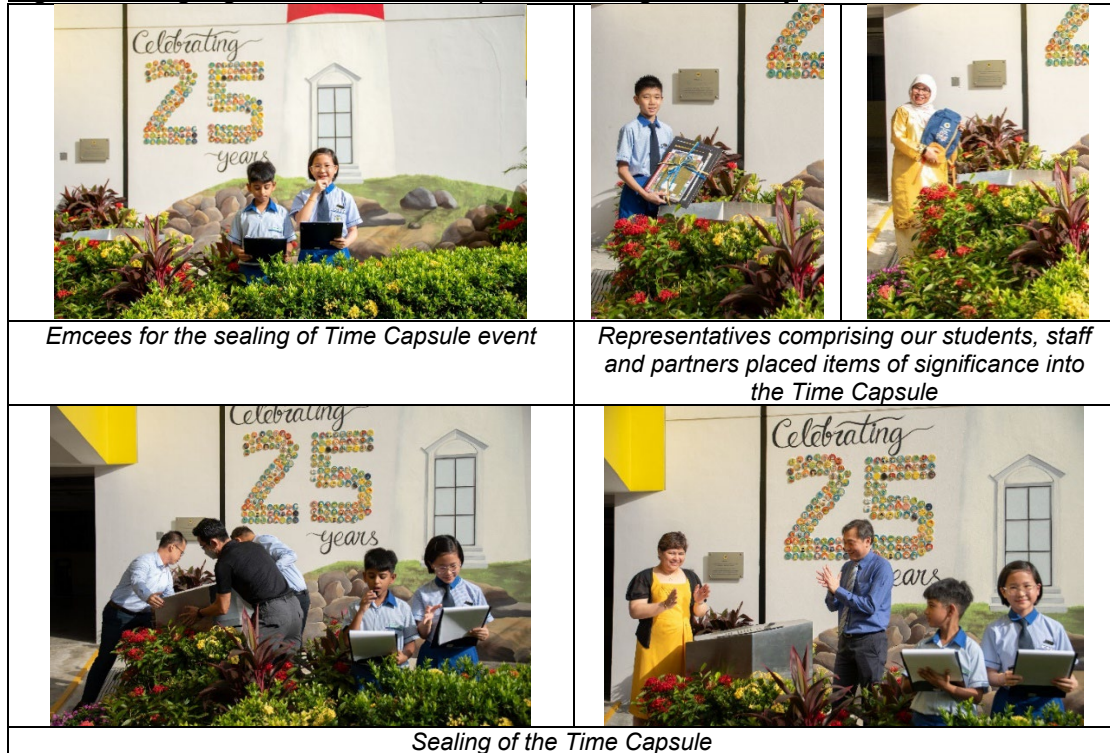 Celebrating
25
years
Emcees for the sealing of Time Capsule event
Representatives comprising our students, staff
and partners placed items of significance into
the Time Capsule
Celebrating
25
years
Celebrating
25
years
Sealing of the Time Capsule